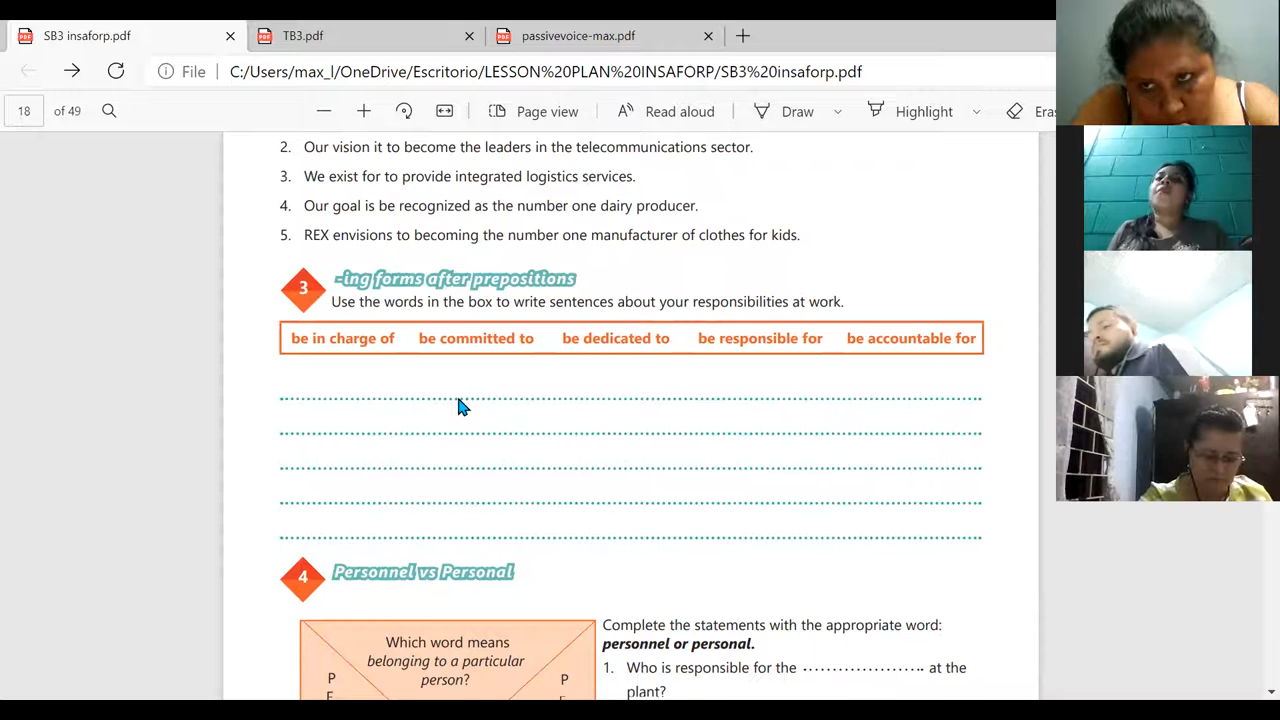 SB3 insaforp.pdf
TB3.pdf
passivevoice-max.pdf
File
C:/Users/max_l/OneDrive/Escritorio/LESSON%20PLAN%20INSAFORP/SB3%20insaforp.pdf
18 of 49
Page view
Read aloud
Draw
Highlight
Era
2. Our vision it to become the leaders in the telecommunications sector.
3. We exist for to provide integrated logistics services.
4. Our goal is be recognized as the number one dairy producer.
5. REX envisions to becoming the number one manufacturer of clothes for kids.
3 -ing forms after prepositions
Use the words in the box to write sentences about your responsibilities at work.
be in charge of be committed to be dedicated to be responsible for be accountable for
4 Personnel vs Personal
Which word means
belonging to a particular
person?
P
P
Complete the statements with the appropriate word:
personnel or personal.
1. Who is responsible for the ........................ at the
plant?